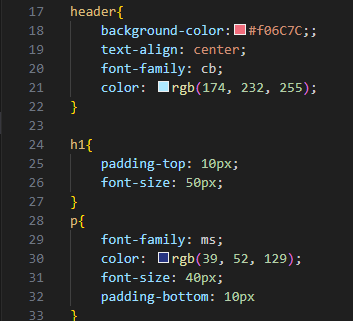 17 header{
18 background-color:#f06C7C;;
19 text-align: center;
20 font-family: cb;
21 color: rgb(174, 232, 255);
22 }
23
24 h1{
25 padding-top: 10px;
26 font-size: 50px;
27 }
28 p{
29 font-family: ms;
30 color: rgb(39, 52, 129);
31 font-size: 40px;
32 padding-bottom: 10px
33 }